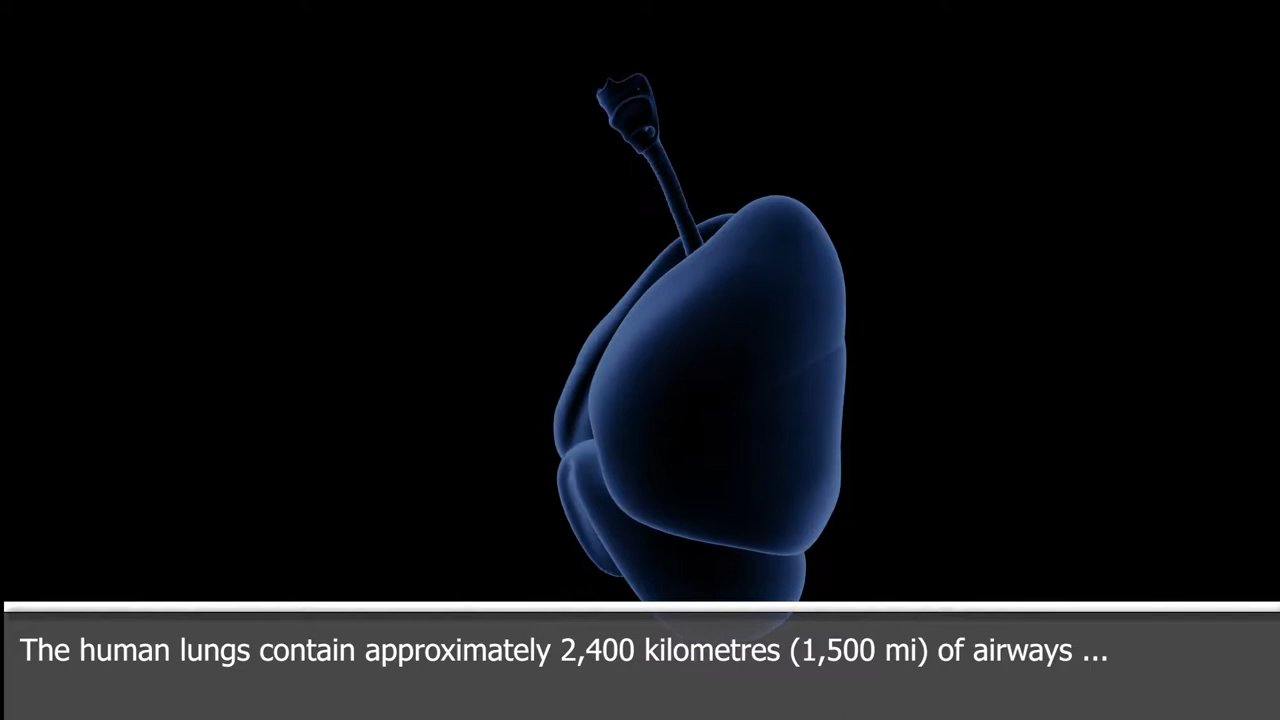 The human lungs contain approximately 2,400 kilometres (1,500 mi) of airways ...